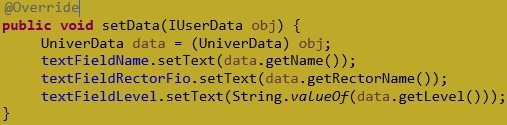 @Override
public void setData(IUserData obj) {
UniverData data = (UniverData) obj;
textFieldName.setText(data.getName());
textFieldRectorFio.setText(data.getRectorName());
textFieldLevel.setText(String.valueOf(data.getLevel()));
}